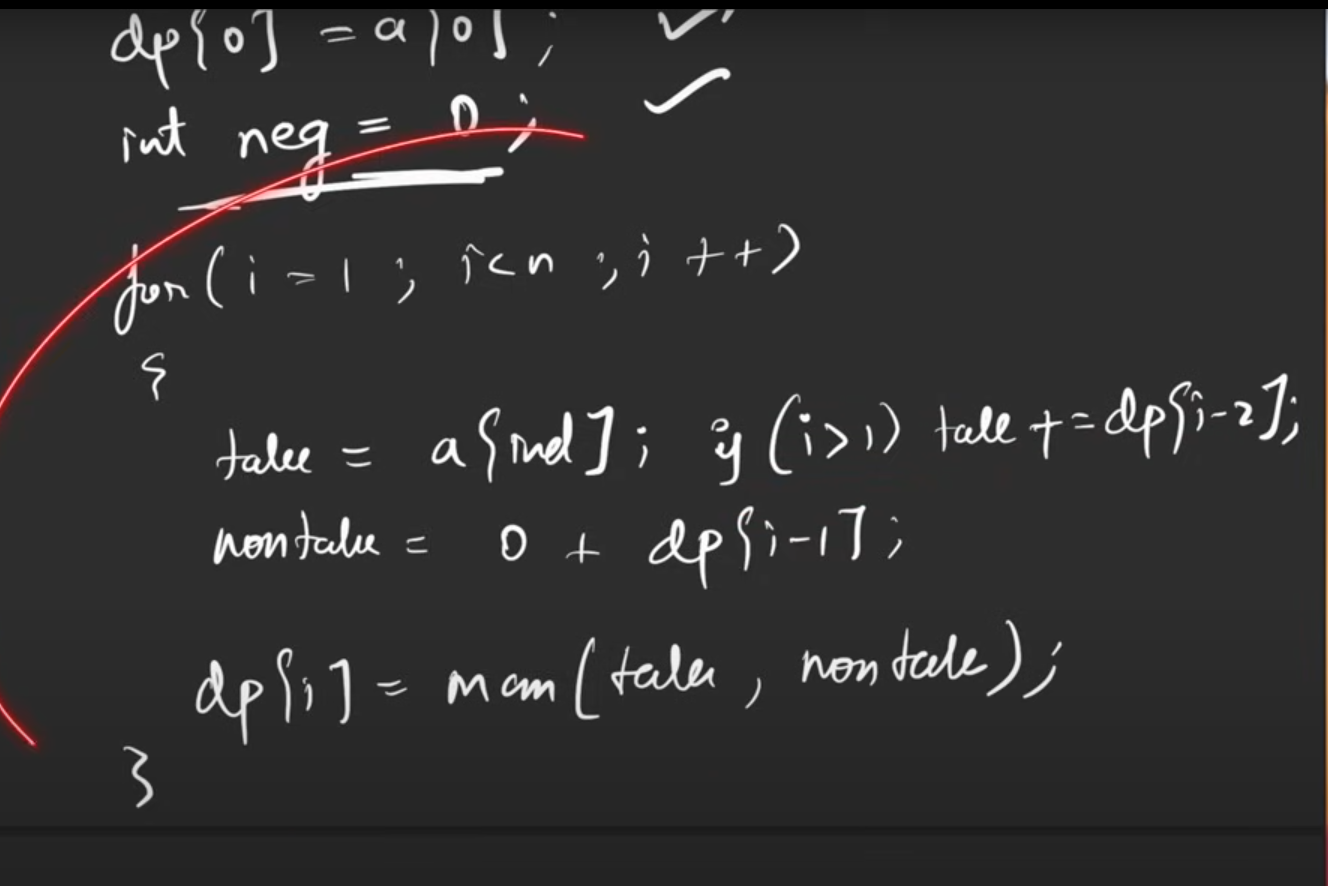 dp[0] = a[0];
int neg = 0;
for(i=1; i<n; i++)
{
take = a[ind]; if (i>1) take += dp[i-2];
nontake = 0 + dp[i-1];
dp[i] = max(take, nontake);
}